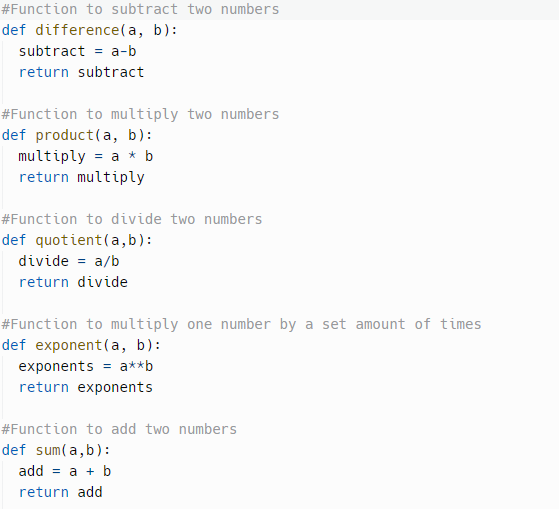 #Function to subtract two numbers
def difference(a, b):
  subtract = a-b
  return subtract

#Function to multiply two numbers
def product(a, b):
  multiply = a * b
  return multiply

#Function to divide two numbers
def quotient(a,b):
  divide = a/b
  return divide

#Function to multiply one number by a set amount of times
def exponent(a, b):
  exponents = a**b
  return exponents

#Function to add two numbers
def sum(a,b):
  add = a + b
  return add